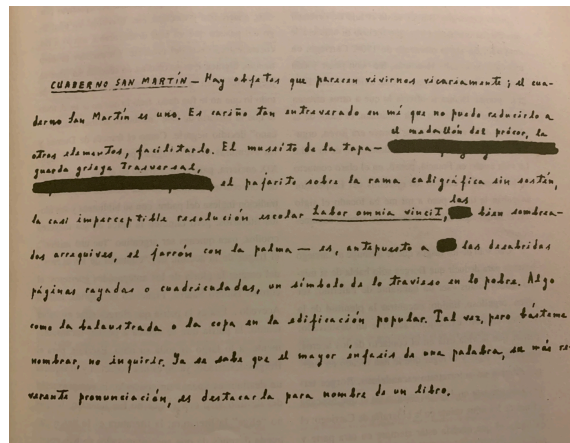 CUADERNO SAN MARTÍN — Hay objetos que parecen vivirnos vicariamente; el cua-
derno San Martín es uno. Es cariño tan entreverado en mí que no puedo reducirlo a
el medallón del prócer, la
otros elementos, facilitarlo. El museíto de la tapa —
guarda griega trasversal,
el pajarito sobre la rama caligráfica sin sostén,
las
la casi imperceptible resolución escolar Labor omnia vincit, bien sombrea-
dos arrequives, el jarrón con la palma — es, antepuesto a las desabridas
páginas rayadas o cuadriculadas, un símbolo de lo travieso en lo pobre. Algo
como la balaustrada o la copa en la edificación popular. Tal vez, pero básteme
nombrar, no inquirir. Ya se sabe que el mayor énfasis de una palabra, su más re-
verente pronunciación, es destacarla para nombre de un libro.